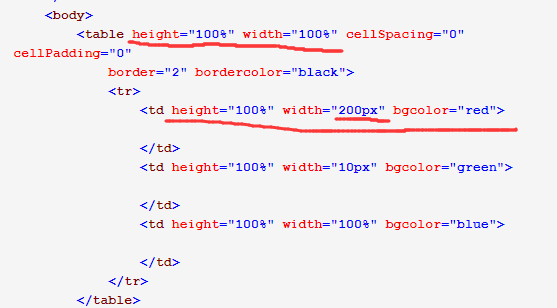 <body>
<table height="100%" width="100%" cellSpacing="0"
cellPadding="0"
border="2" bordercolor="black">
<tr>
<td height="100%" width="200px" bgcolor="red">
</td>
<td height="100%" width="10px" bgcolor="green">
</td>
<td height="100%" width="100%" bgcolor="blue">
</td>
</tr>
</table>